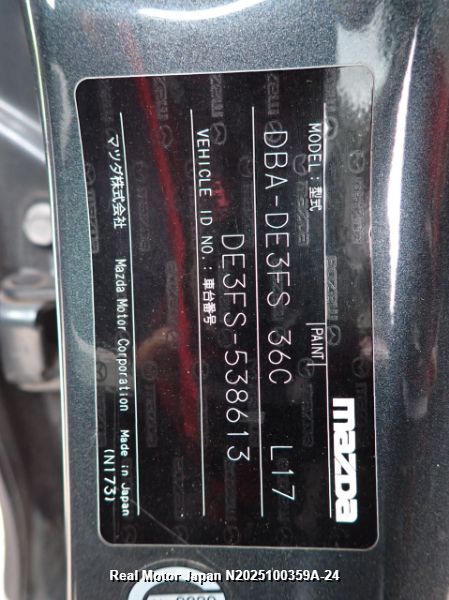 mazda
MODEL:型式 PAINT
DBA-DE3FS 36C L17
VEHICLE ID NO.:車台番号
DE3FS-538613
マツダ株式会社 Mazda Motor Corporation Made in Japan
(N173)
Real Motor Japan N2025100359A-24